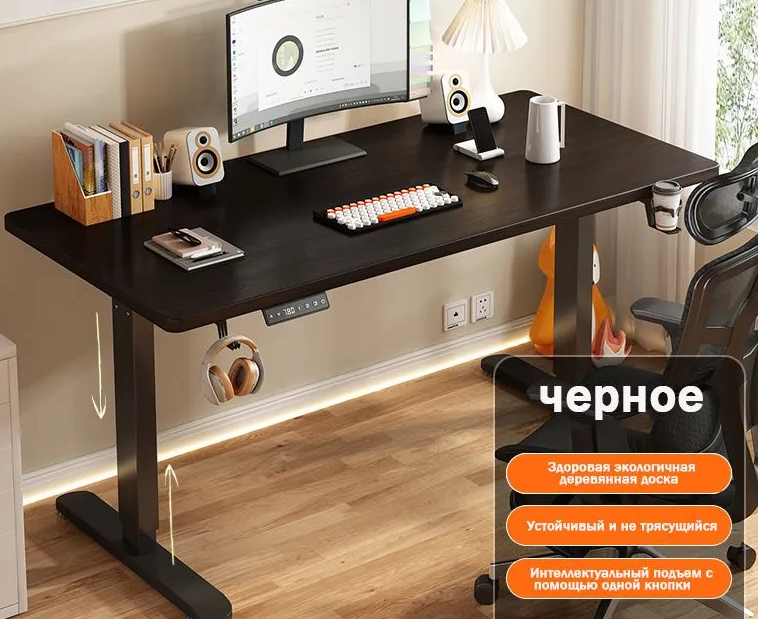 черное
Здоровая экологичная
деревянная доска
Устойчивый и не трясущийся
Интеллектуальный подъем с
помощью одной кнопки